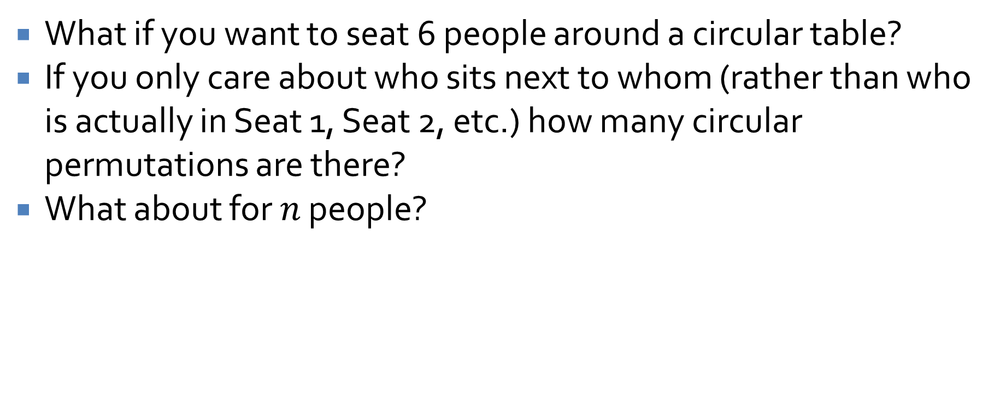 ▪ What if you want to seat 6 people around a circular table?
▪ If you only care about who sits next to whom (rather than who
is actually in Seat 1, Seat 2, etc.) how many circular
permutations are there?
▪ What about for n people?